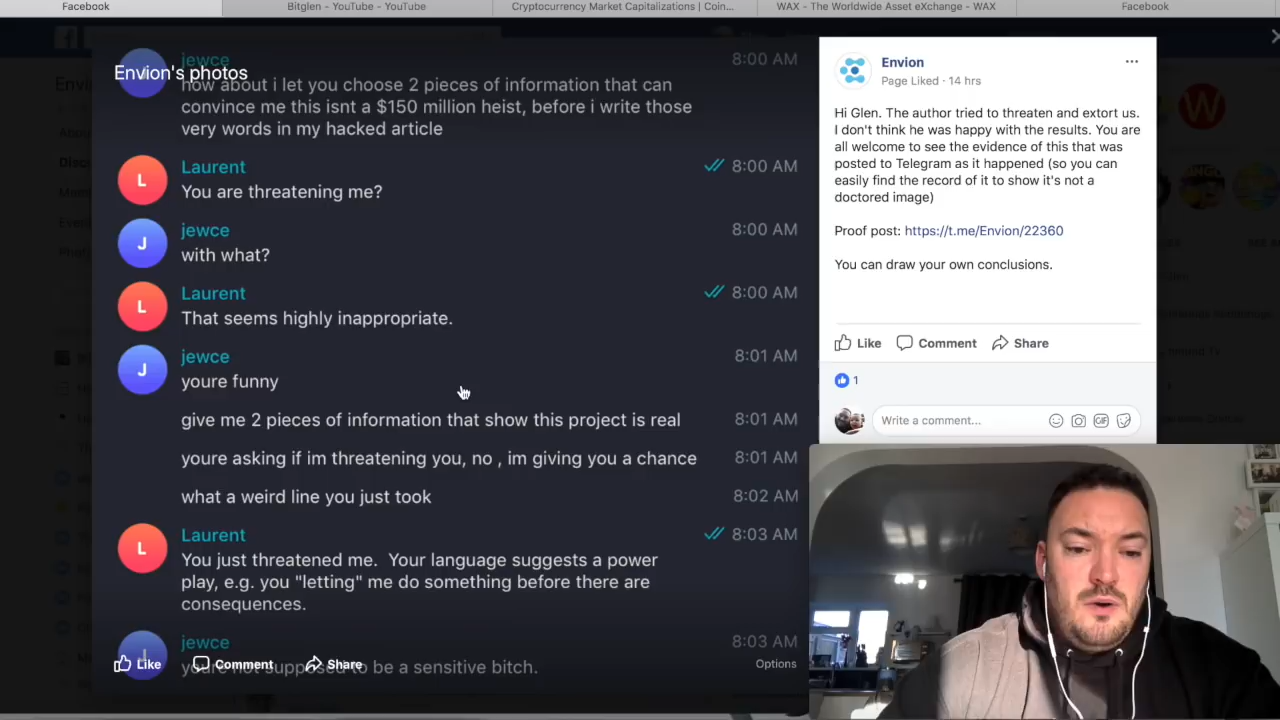 Facebook
Bitglen - YouTube - YouTube
Cryptocurrency Market Capitalizations | Coin...
WAX - The Worldwide Asset eXchange - WAX
Facebook
Envion's photos
jewce
8:00 AM
how about i let you choose 2 pieces of information that can
convince me this isnt a $150 million heist, before i write those
very words in my hacked article
L
Laurent
8:00 AM
You are threatening me?
J
jewce
8:00 AM
with what?
L
Laurent
8:00 AM
That seems highly inappropriate.
J
jewce
8:01 AM
youre funny
give me 2 pieces of information that show this project is real
8:01 AM
youre asking if im threatening you, no , im giving you a chance
8:01 AM
what a weird line you just took
8:02 AM
L
Laurent
8:03 AM
You just threatened me. Your language suggests a power
play, e.g. you "letting" me do something before there are
consequences.
jewce
8:03 AM
youre not supposed to be a sensitive bitch.
Like
Comment
Share
Options
Envion
Page Liked · 14 hrs
Hi Glen. The author tried to threaten and extort us.
I don't think he was happy with the results. You are
all welcome to see the evidence of this that was
posted to Telegram as it happened (so you can
easily find the record of it to show it's not a
doctored image)
Proof post: https://t.me/Envion/22360
You can draw your own conclusions.
Like
Comment
Share
1
Write a comment...
GIF